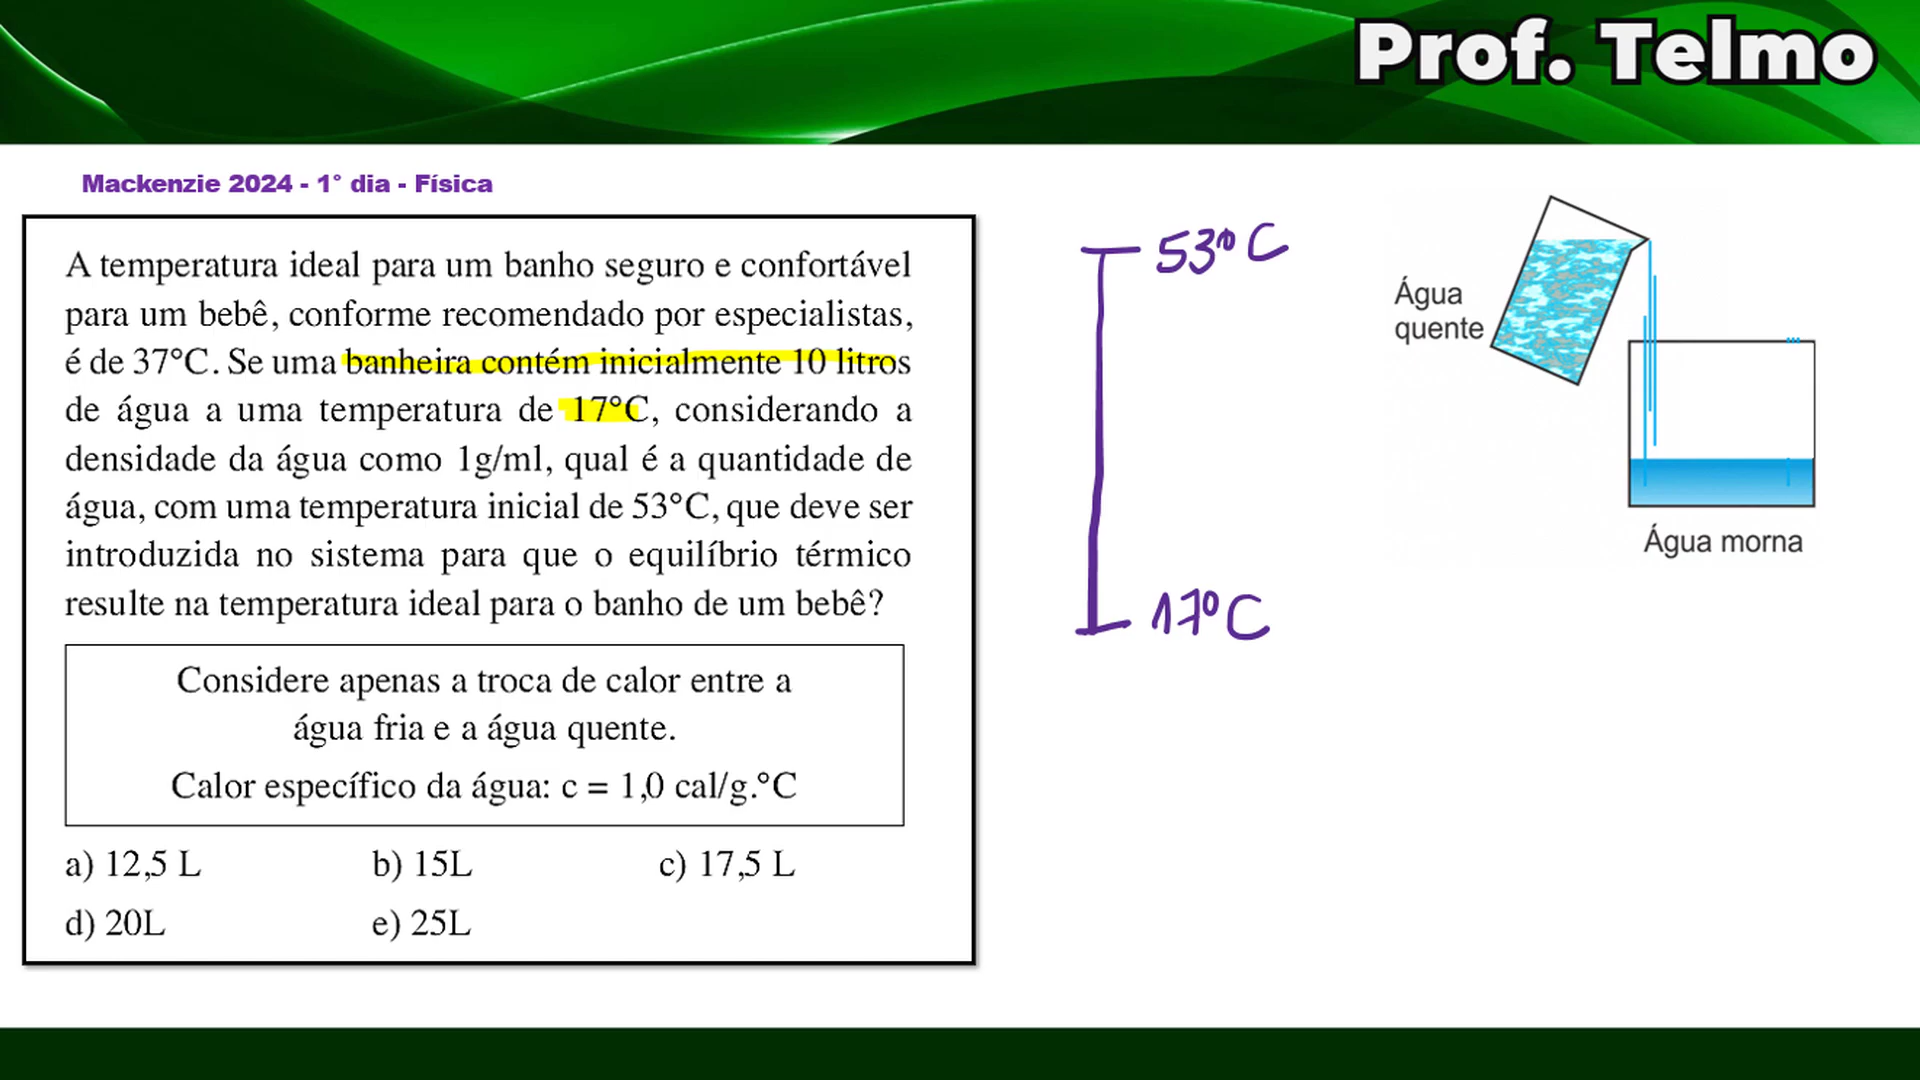 Prof. Telmo
Mackenzie 2024 - 1° dia - Física
A temperatura ideal para um banho seguro e confortável
para um bebê, conforme recomendado por especialistas,
é de 37°C. Se uma banheira contém inicialmente 10 litros
de água a uma temperatura de 17°C, considerando a
densidade da água como 1g/ml, qual é a quantidade de
água, com uma temperatura inicial de 53°C, que deve ser
introduzida no sistema para que o equilíbrio térmico
resulte na temperatura ideal para o banho de um bebê?
Considere apenas a troca de calor entre a
água fria e a água quente.
Calor específico da água: c = 1,0 cal/g.°C
a) 12,5 L
b) 15L
c) 17,5 L
d) 20L
e) 25L
53°C
17°C
Água
quente
Água morna